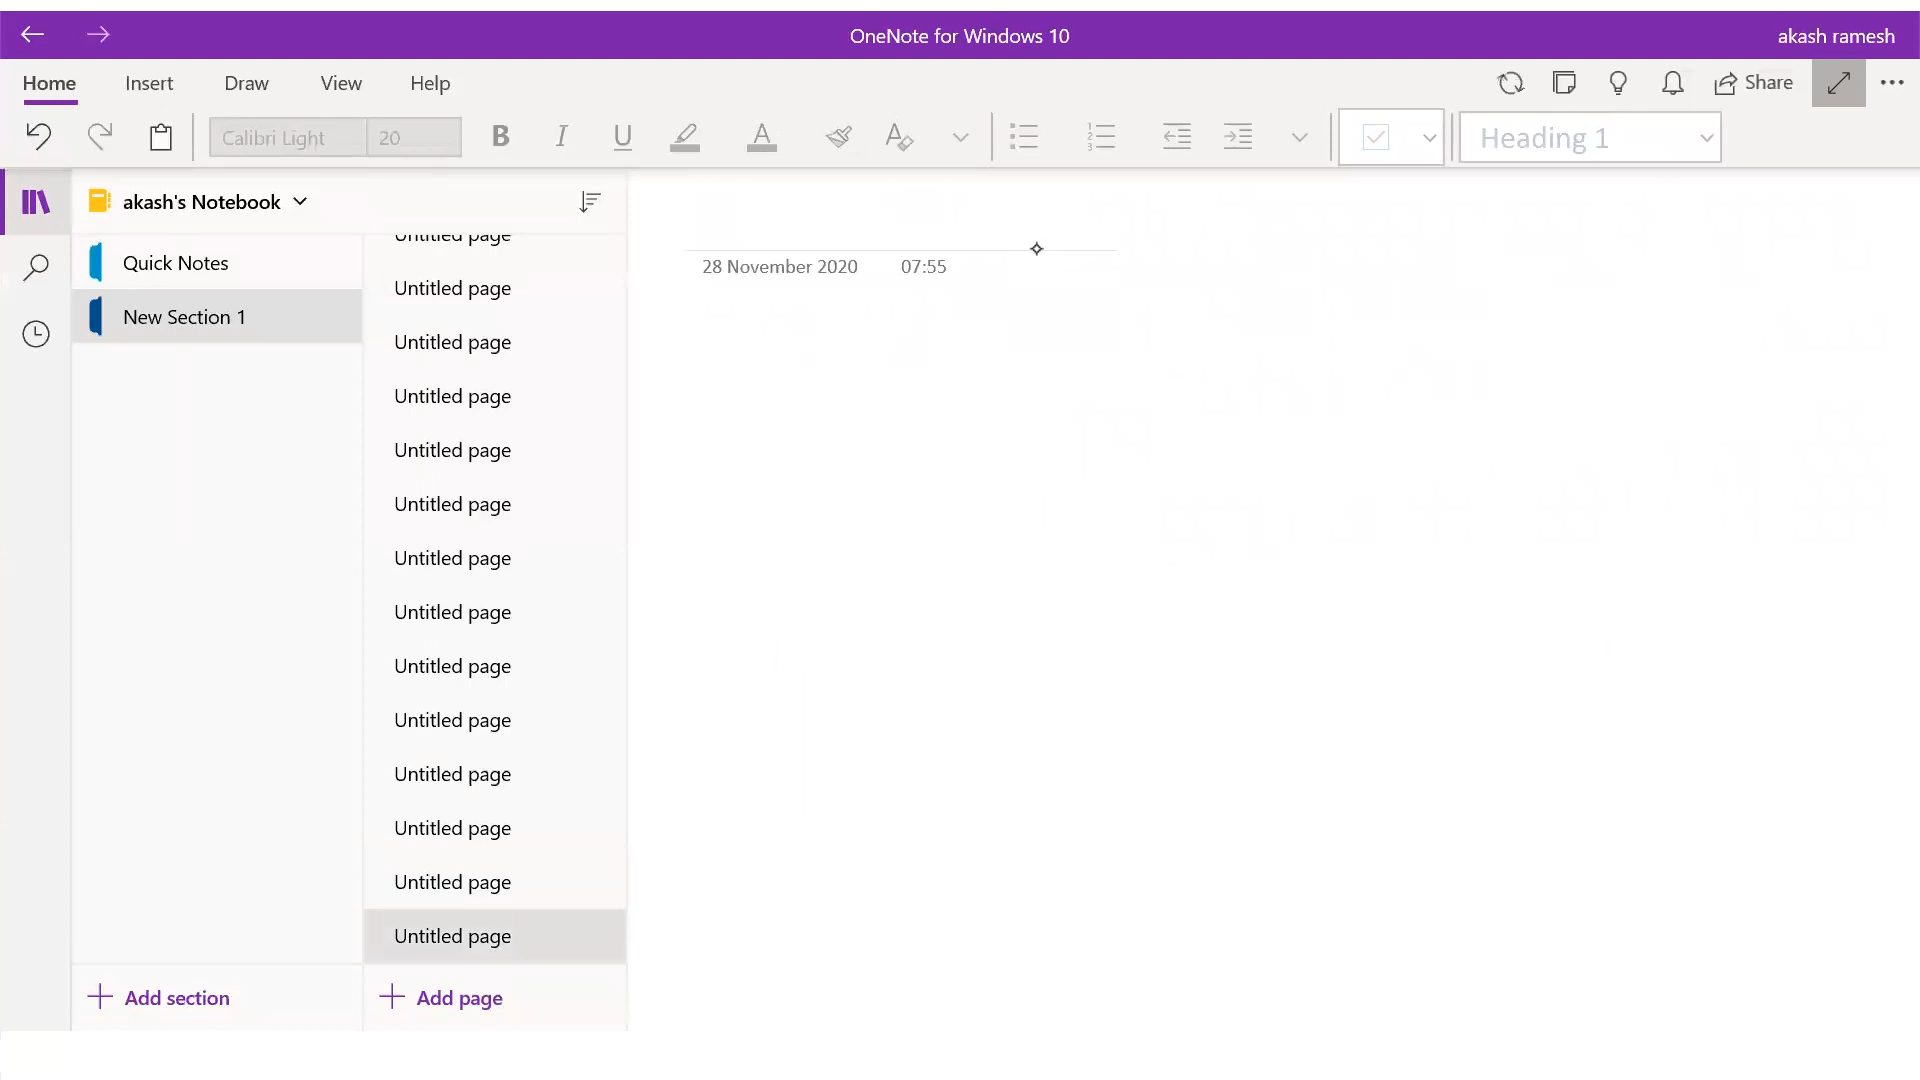 OneNote for Windows 10
akash ramesh
Home Insert Draw View Help
Share
Calibri Light 20
B I U A A
Heading 1
akash's Notebook
Quick Notes
New Section 1
Untitled page
Untitled page
Untitled page
Untitled page
Untitled page
Untitled page
Untitled page
Untitled page
Untitled page
Untitled page
Untitled page
Untitled page
Untitled page
Untitled page
Add section
Add page
28 November 2020 07:55